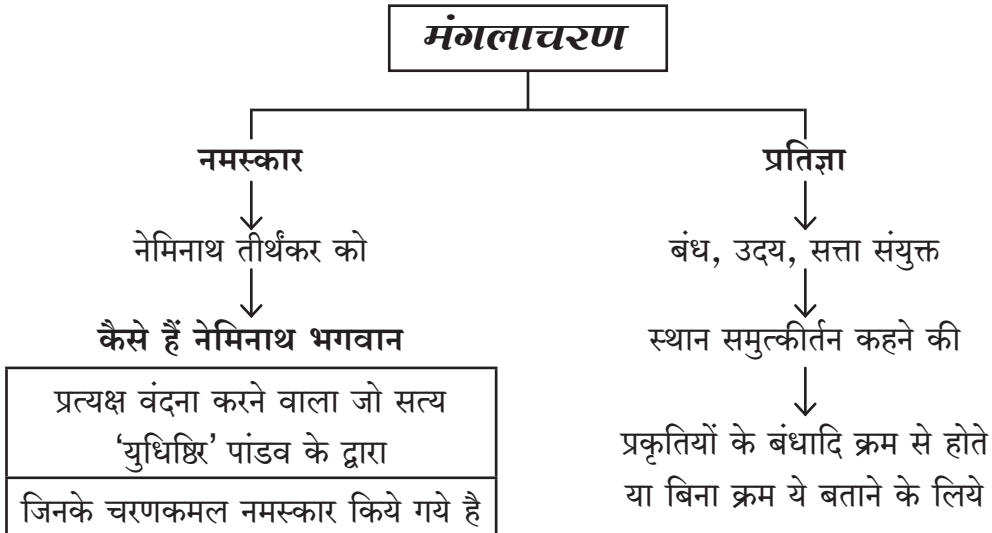 मंगलाचरण
नमस्कार
नेमिनाथ तीर्थंकर को
कैसे हैं नेमिनाथ भगवान
प्रत्यक्ष वंदना करने वाला जो सत्य
‘युधिष्ठिर’ पांडव के द्वारा
जिनके चरणकमल नमस्कार किये गये है
प्रतिज्ञा
बंध, उदय, सत्ता संयुक्त
स्थान समुत्कीर्तन कहने की
प्रकृतियों के बंधादि क्रम से होते
या बिना क्रम ये बताने के लिये